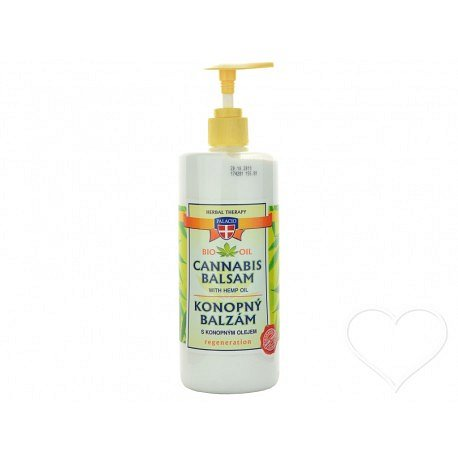 HERBAL THERAPY
PALACIO
BIO OIL
CANNABIS
BALSAM
WITH HEMP OIL
KONOPNÝ
BALZÁM
S KONOPNÝM OLEJEM
regeneration